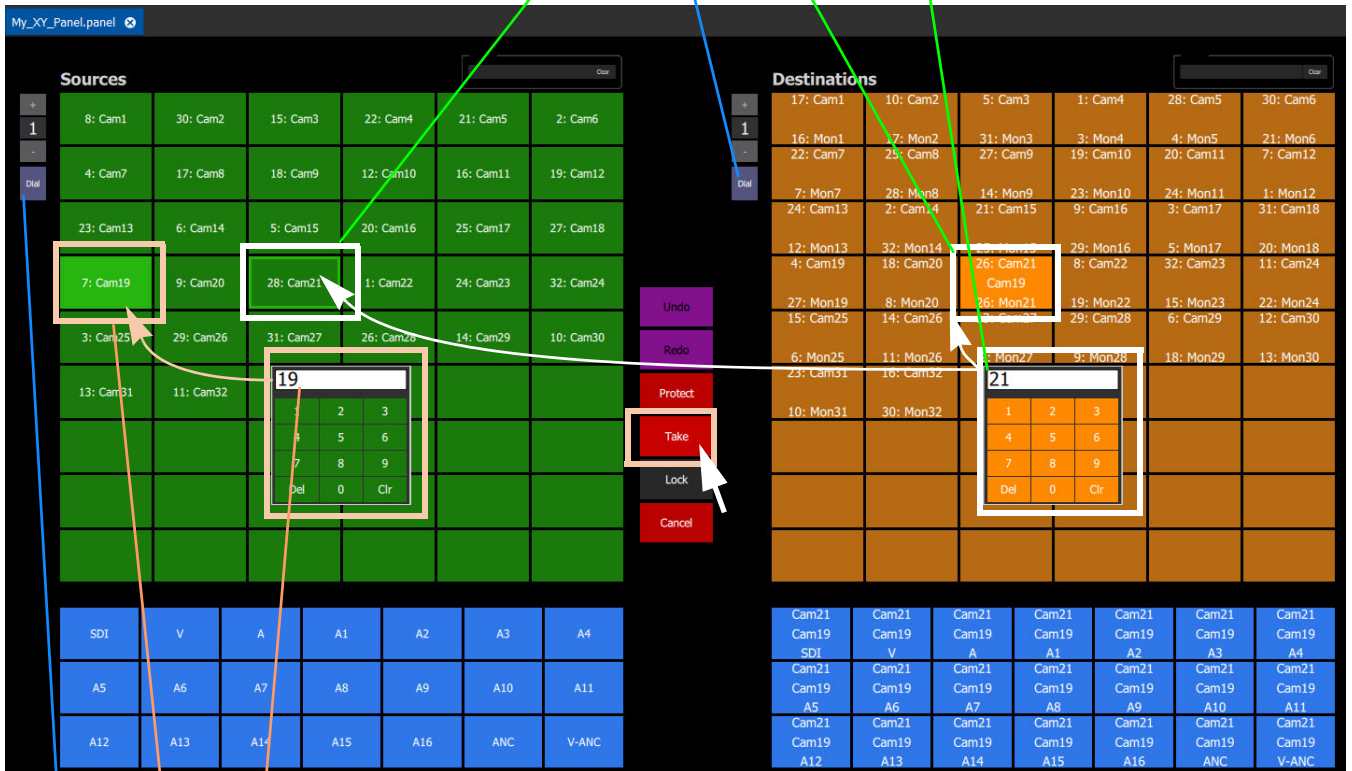 My_XY_Panel.panel
Sources
Clear
+
1
-
Dial
8: Cam1 30: Cam2 15: Cam3 22: Cam4 21: Cam5 2: Cam6
4: Cam7 17: Cam8 18: Cam9 12: Cam10 16: Cam11 19: Cam12
23: Cam13 6: Cam14 5: Cam15 20: Cam16 25: Cam17 27: Cam18
7: Cam19 9: Cam20 28: Cam21 1: Cam22 24: Cam23 32: Cam24
3: Cam25 29: Cam26 31: Cam27 26: Cam28 14: Cam29 10: Cam30
13: Cam31 11: Cam32
19
1 2 3
4 5 6
7 8 9
Del 0 Clr
SDI V A A1 A2 A3 A4
A5 A6 A7 A8 A9 A10 A11
A12 A13 A14 A15 A16 ANC V-ANC
Undo
Redo
Protect
Take
Lock
Cancel
Destinations
Clear
+
1
-
Dial
17: Cam1 10: Cam2 5: Cam3 1: Cam4 28: Cam5 30: Cam6
16: Mon1 17: Mon2 31: Mon3 3: Mon4 4: Mon5 21: Mon6
22: Cam7 25: Cam8 27: Cam9 19: Cam10 20: Cam11 7: Cam12
7: Mon7 28: Mon8 14: Mon9 23: Mon10 24: Mon11 1: Mon12
24: Cam13 2: Cam14 21: Cam15 9: Cam16 3: Cam17 31: Cam18
12: Mon13 32: Mon14 29: Mon16 5: Mon17 20: Mon18
4: Cam19 18: Cam20 26: Cam21 8: Cam22 32: Cam23 11: Cam24
Cam19
27: Mon19 8: Mon20 26: Mon21 19: Mon22 15: Mon23 22: Mon24
15: Cam25 14: Cam26 29: Cam28 6: Cam29 12: Cam30
6: Mon25 11: Mon26 Mon27 9: Mon28 18: Mon29 13: Mon30
23: Cam31 16: Cam32
10: Mon31 30: Mon32
21
1 2 3
4 5 6
7 8 9
Del 0 Clr
Cam21 Cam21 Cam21 Cam21 Cam21 Cam21 Cam21
Cam19 Cam19 Cam19 Cam19 Cam19 Cam19 Cam19
SDI V A A1 A2 A3 A4
Cam21 Cam21 Cam21 Cam21 Cam21 Cam21 Cam21
Cam19 Cam19 Cam19 Cam19 Cam19 Cam19 Cam19
A5 A6 A7 A8 A9 A10 A11
Cam21 Cam21 Cam21 Cam21 Cam21 Cam21 Cam21
Cam19 Cam19 Cam19 Cam19 Cam19 Cam19 Cam19
A12 A13 A14 A15 A16 ANC V-ANC